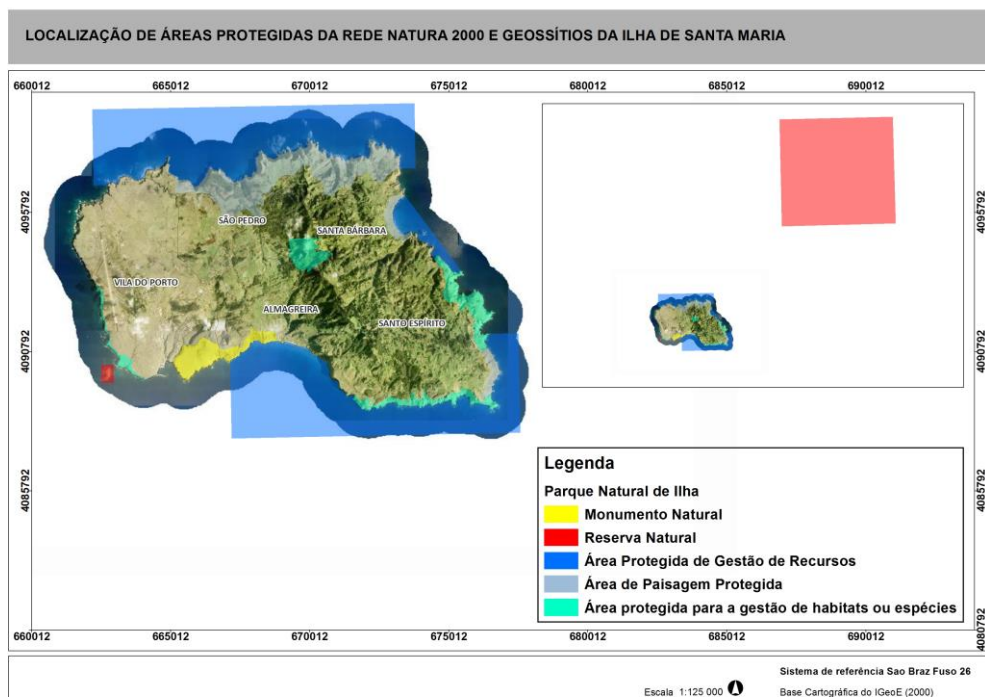 LOCALIZAÇÃO DE ÁREAS PROTEGIDAS DA REDE NATURA 2000 E GEOSSÍTIOS DA ILHA DE SANTA MARIA
660012 665012 670012 675012 680012 685012 690012
4095792 4095792
SÃO PEDRO
SANTA BÁRBARA
VILA DO PORTO
ALMAGREIRA
SANTO ESPÍRITO
4090792 4090792
Legenda
Parque Natural de Ilha
Monumento Natural
Reserva Natural
Área Protegida de Gestão de Recursos
Área de Paisagem Protegida
Área protegida para a gestão de habitats ou espécies
4085792 4085792
4080792 4080792
660012 665012 670012 675012 680012 685012 690012
Sistema de referência Sao Braz Fuso 26
Escala 1:125 000
Base Cartográfica do IGeoE (2000)